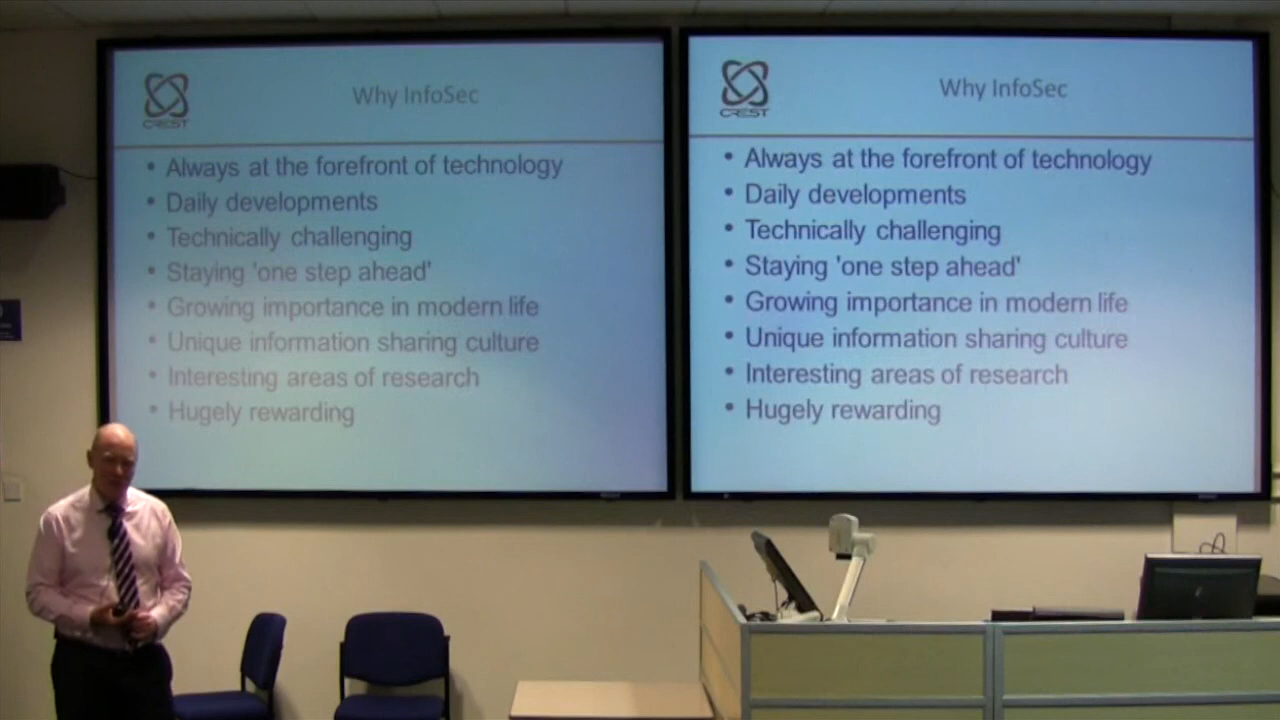 CREST
Why InfoSec
• Always at the forefront of technology
• Daily developments
• Technically challenging
• Staying 'one step ahead'
• Growing importance in modern life
• Unique information sharing culture
• Interesting areas of research
• Hugely rewarding
CREST
Why InfoSec
• Always at the forefront of technology
• Daily developments
• Technically challenging
• Staying 'one step ahead'
• Growing importance in modern life
• Unique information sharing culture
• Interesting areas of research
• Hugely rewarding